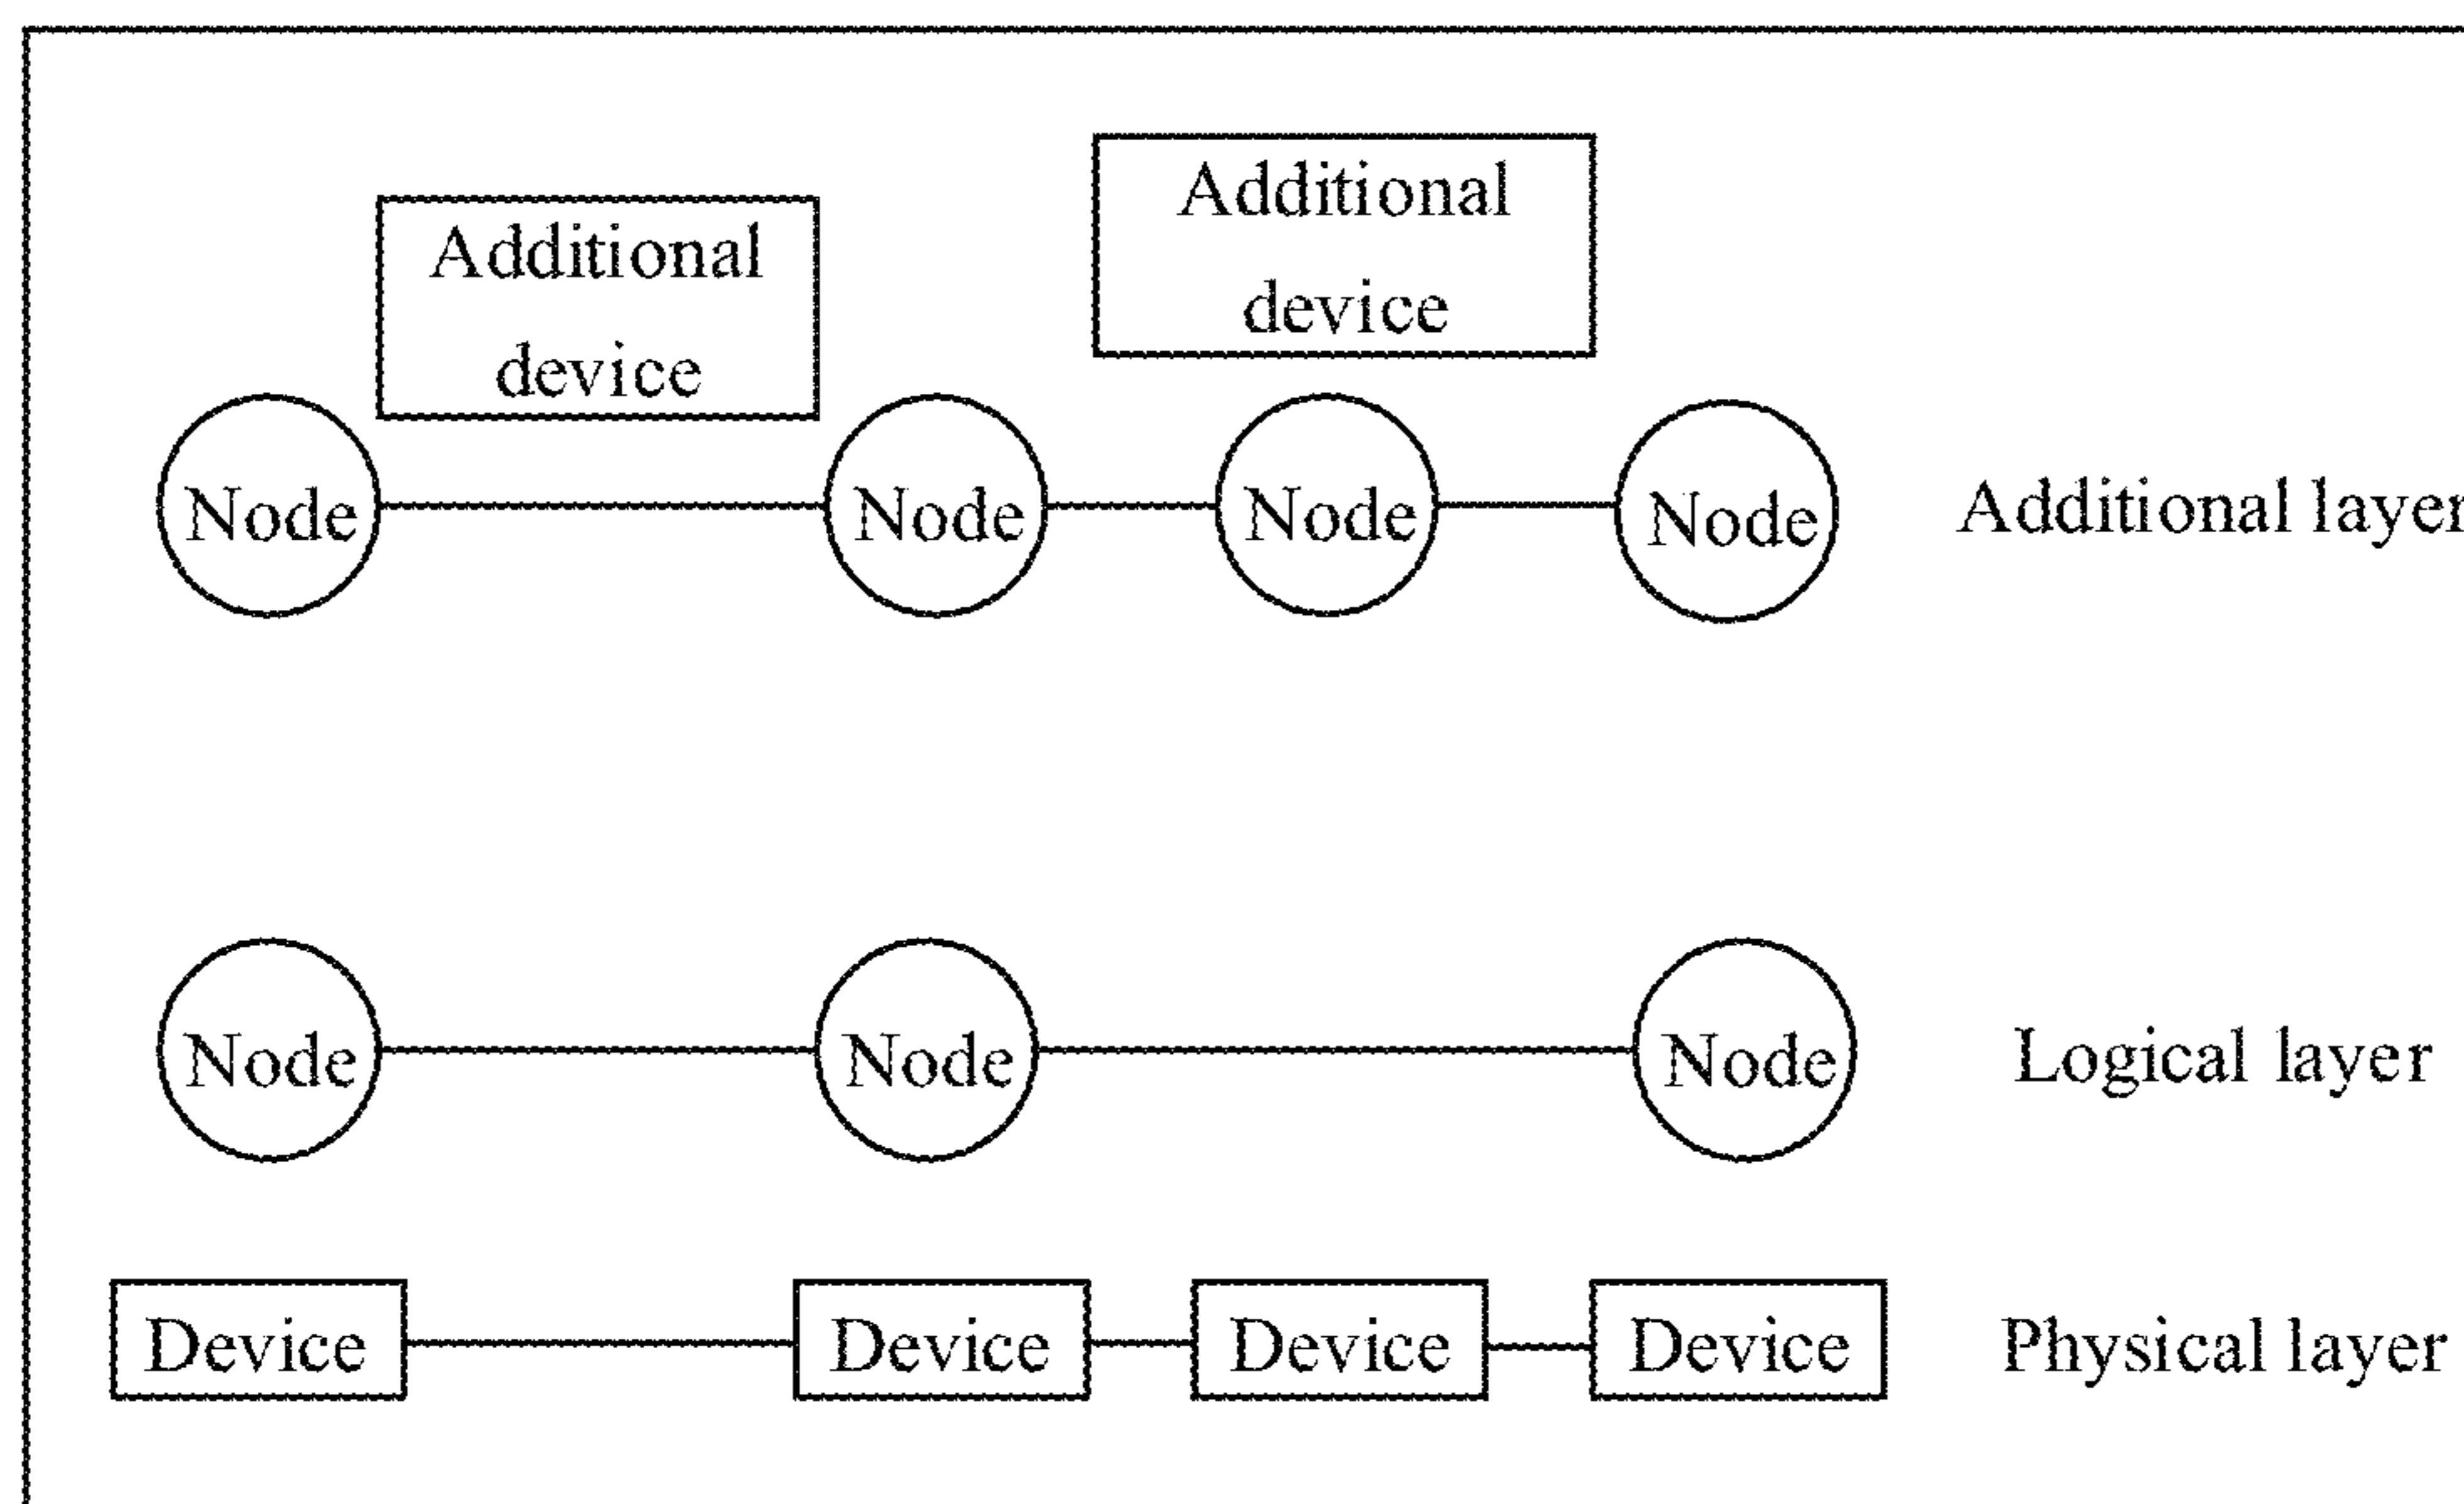 Additional
device
Additional
device
Node Node Node Node Additional layer
Node Node Node Logical layer
Device Device Device Device Physical layer